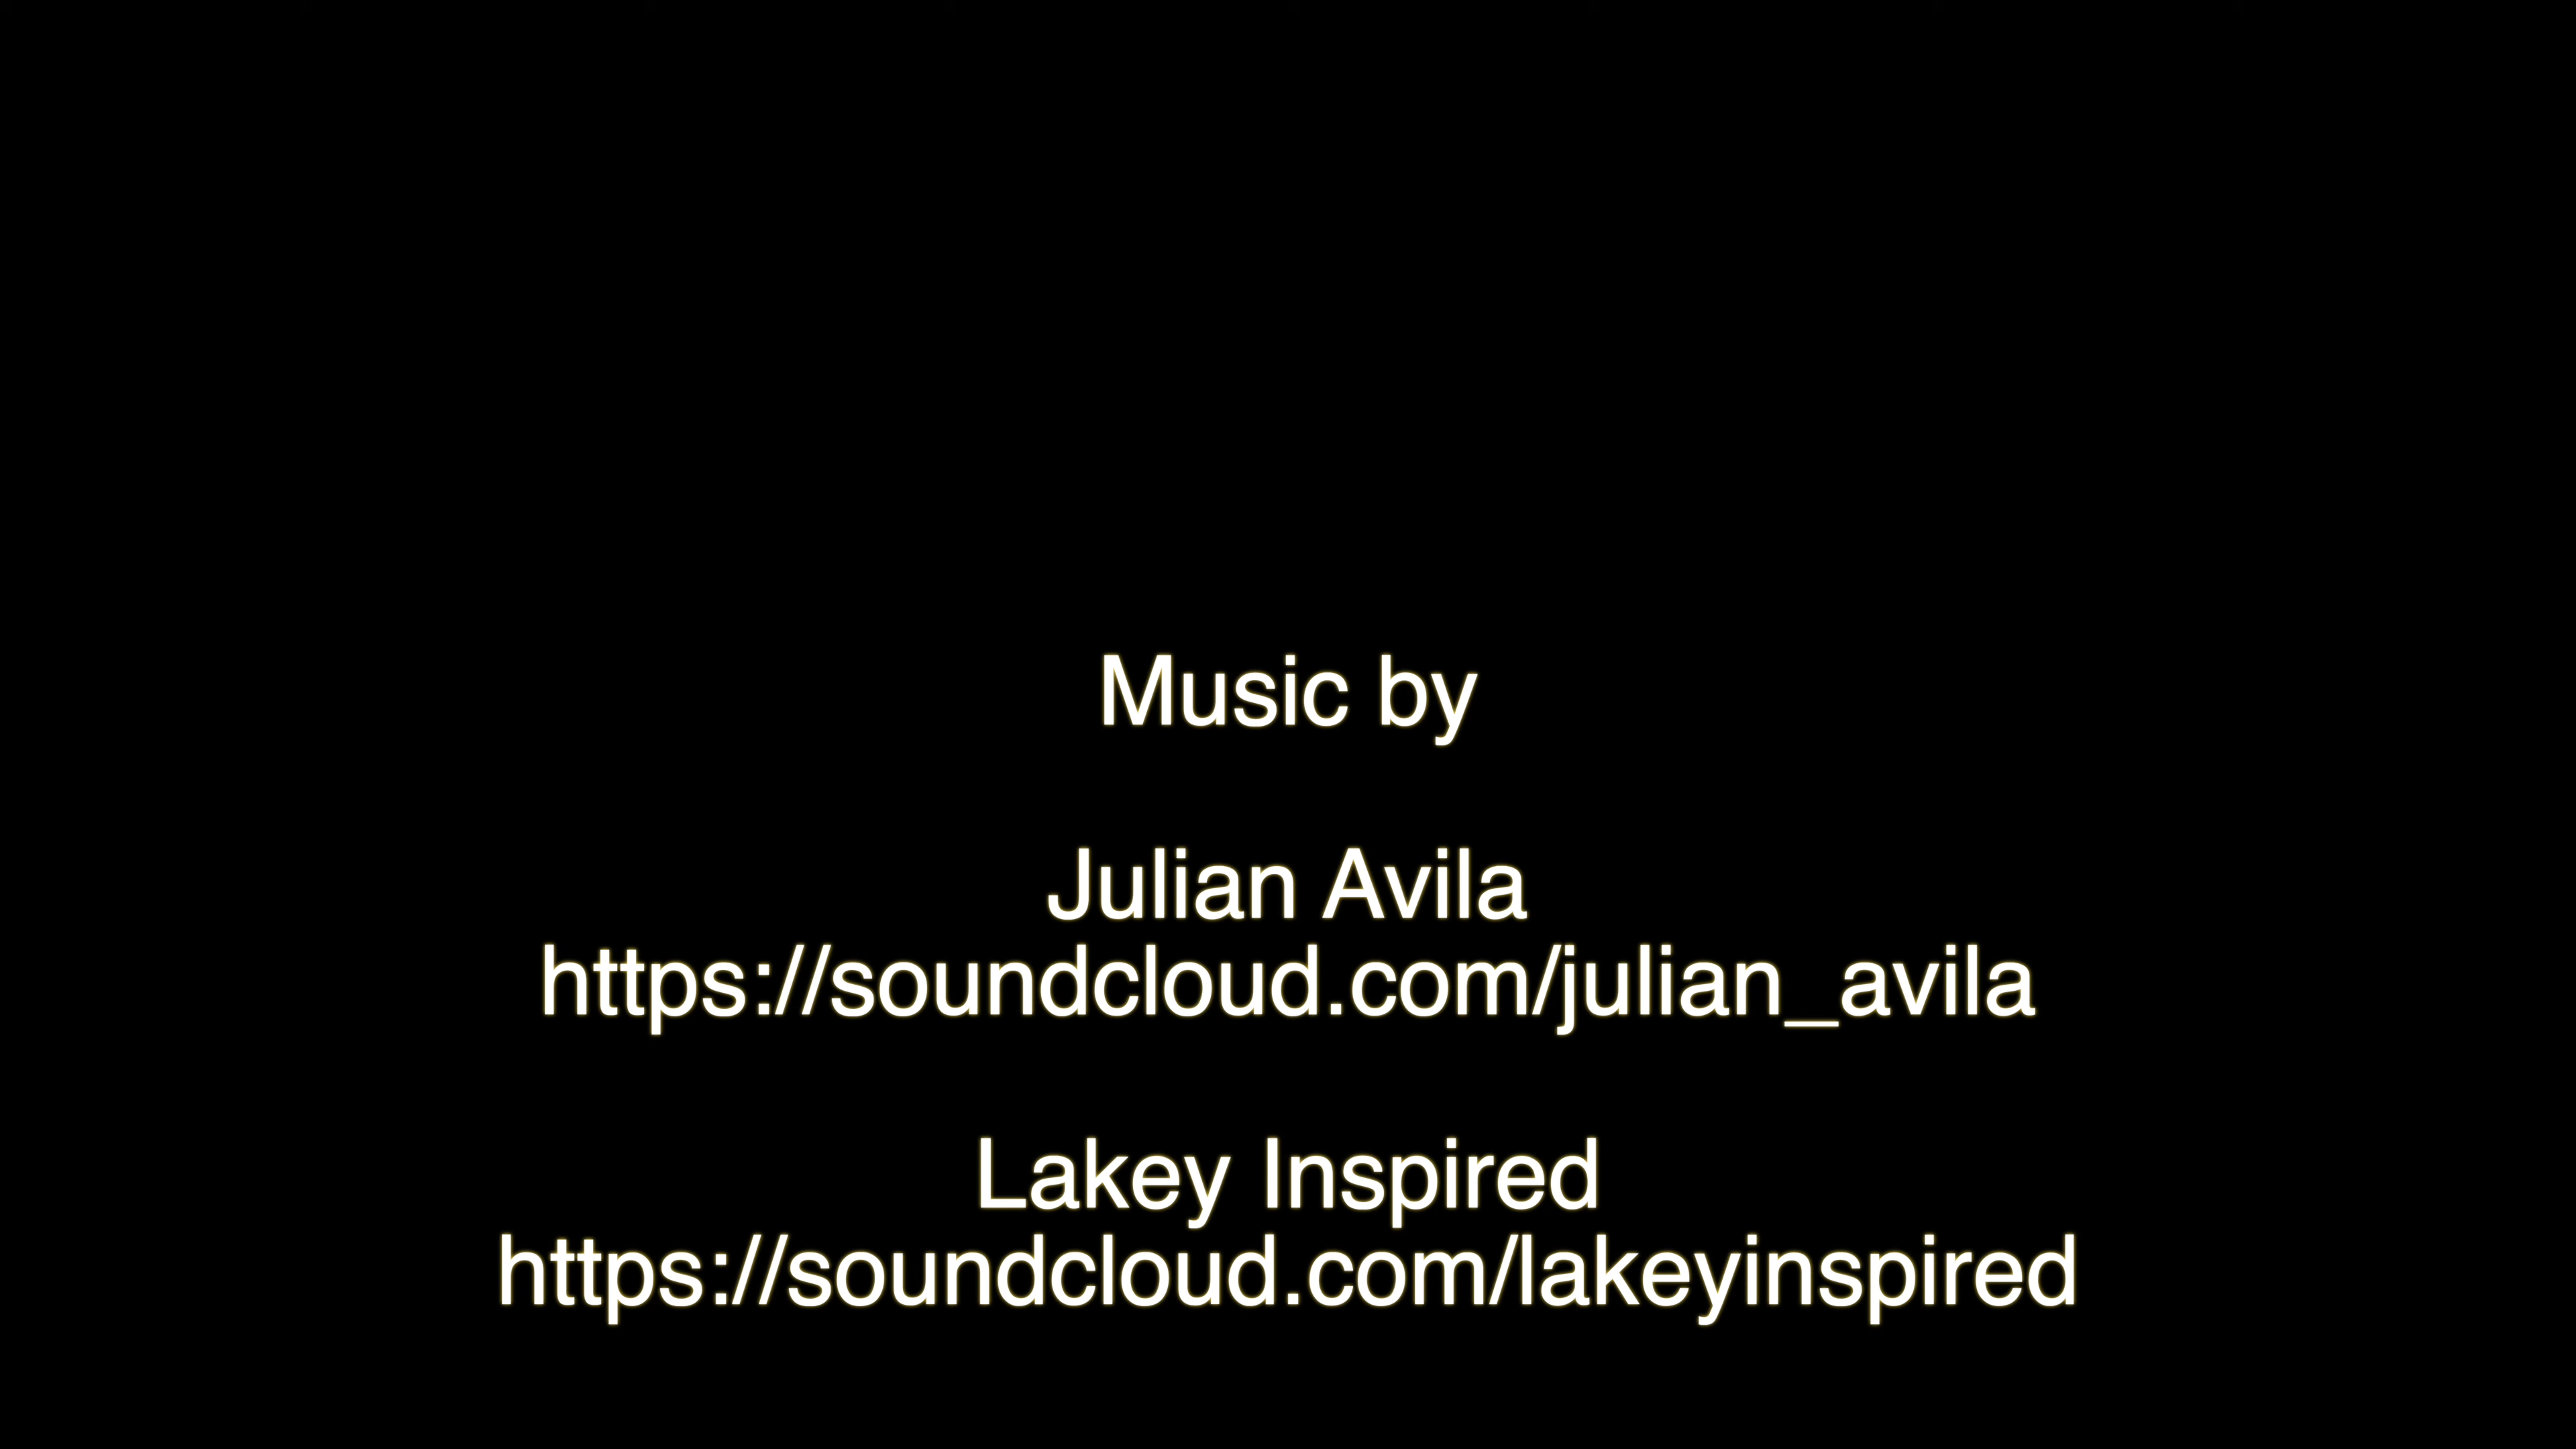 Music by
Julian Avila
https://soundcloud.com/julian_avila
Lakey Inspired
https://soundcloud.com/lakeyinspired